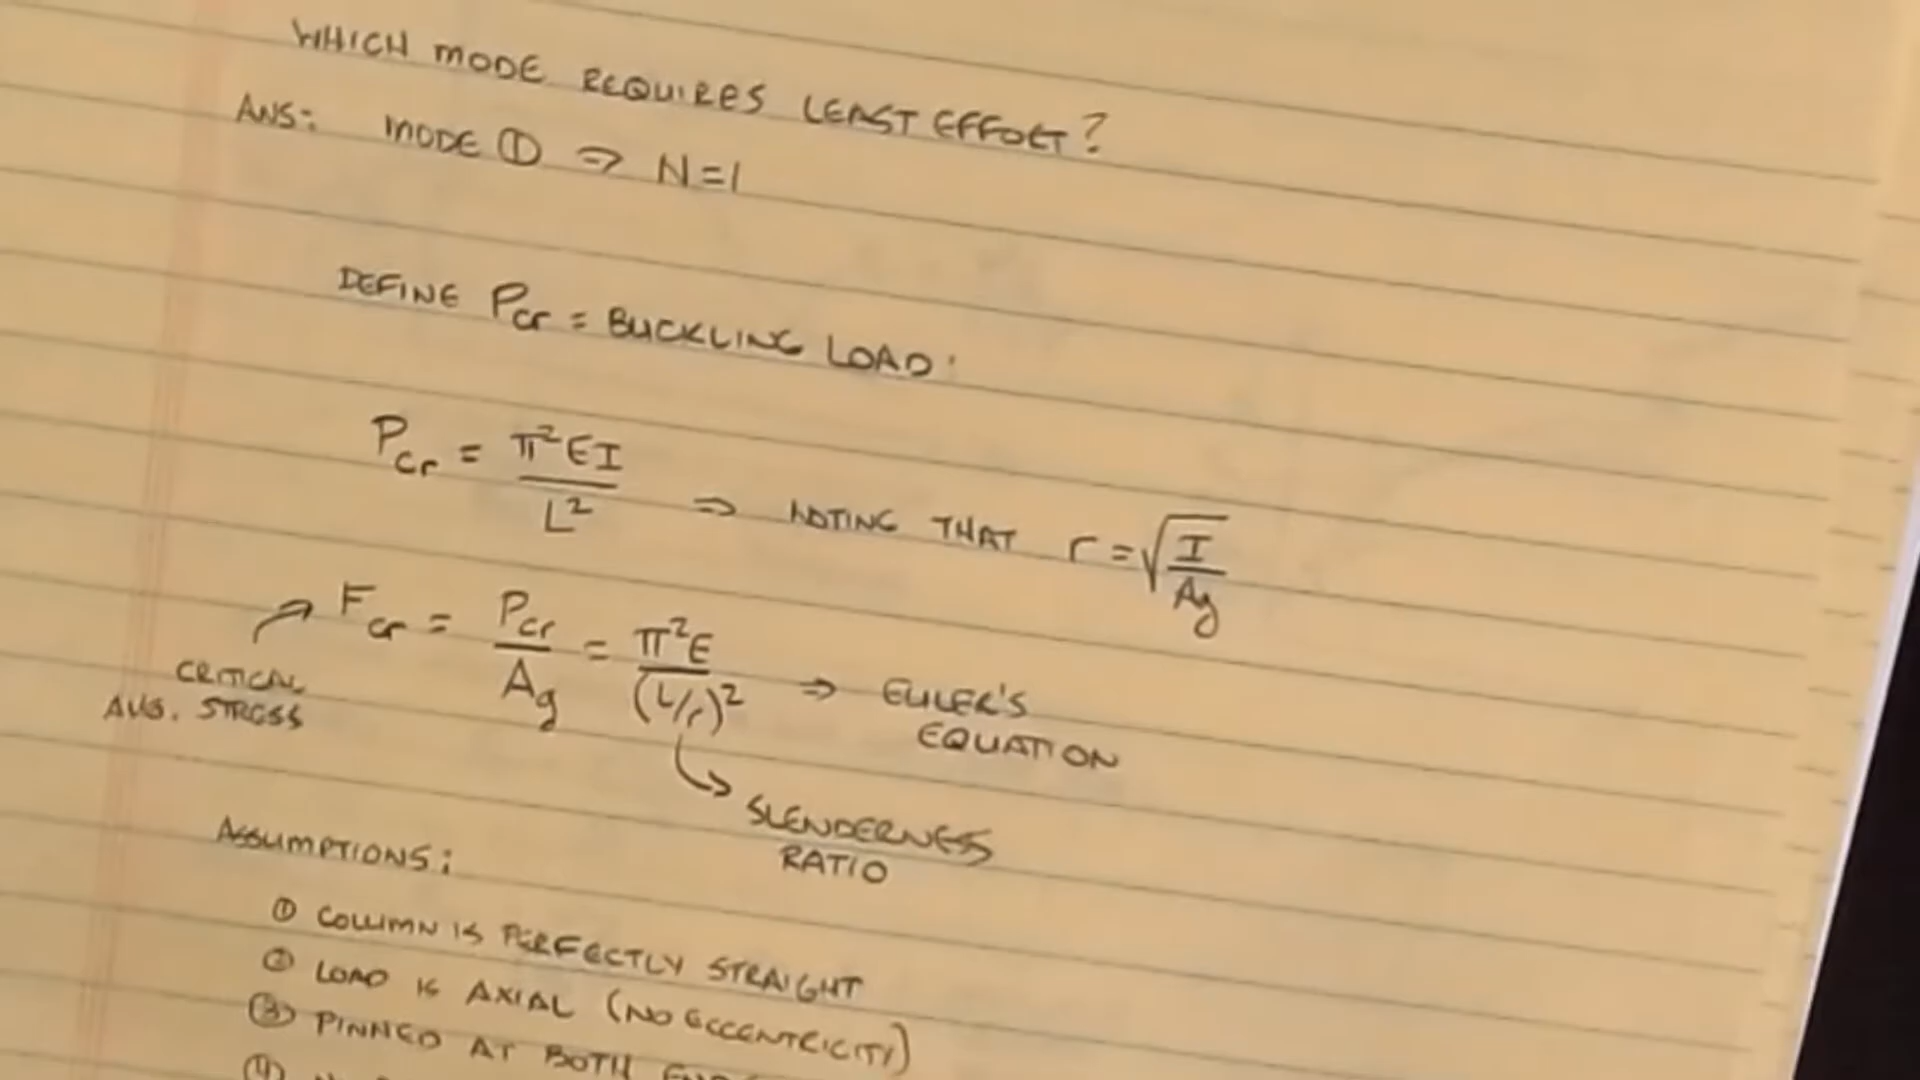 WHICH MODE REQUIRES LEAST EFFORT?
ANS: MODE ① ⇒ N=1
DEFINE Pcr = BUCKLING LOAD:
Pcr = π²EI / L² ⇒ NOTING THAT r = √(I/Ag)
Fcr = Pcr / Ag = π²E / (L/r)² ⇒ EULER'S EQUATION
CRITICAL
AVG. STRESS
SLENDERNESS
RATIO
ASSUMPTIONS:
① COLUMN IS PERFECTLY STRAIGHT
② LOAD IS AXIAL (NO ECCENTRICITY)
③ PINNED AT BOTH
④